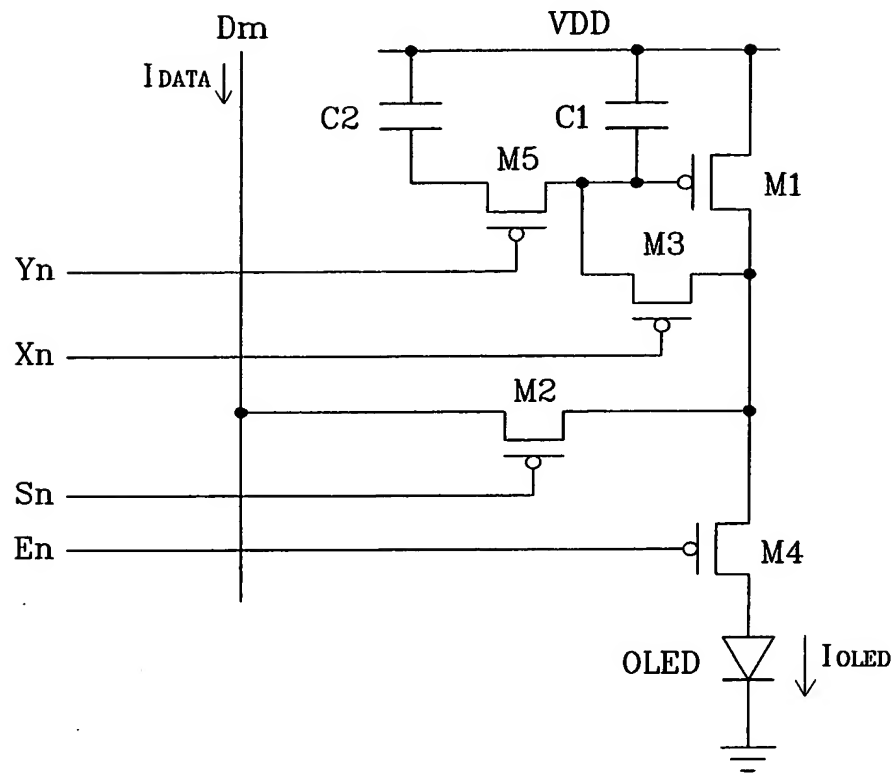 Dm
VDD
IDATA
C2
C1
M5
M1
M3
Yn
Xn
M2
Sn
En
M4
OLED
IOLED